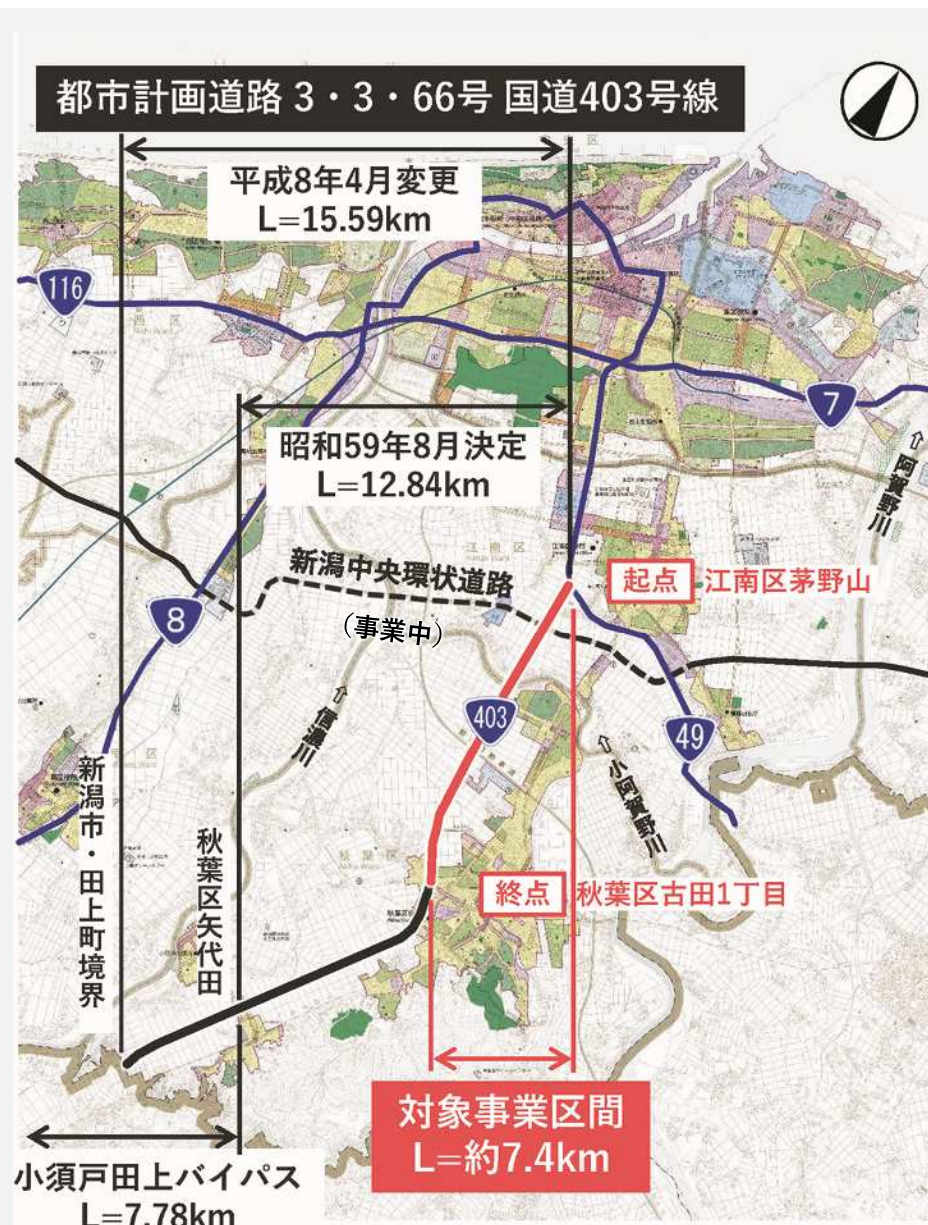 都市計画道路 3・3・66号 国道403号線
平成8年4月変更
L=15.59km
116
7
昭和59年8月決定
L=12.84km
阿賀野川
江南区
新潟中央環状道路
(事業中)
起点 江南区茅野山
8
信濃川
403
49
小阿賀野川
新潟市・田上町境界
秋葉区矢代田
秋葉区
終点 秋葉区古田1丁目
対象事業区間
L=約7.4km
小須戸田上バイパス
L=7.78km